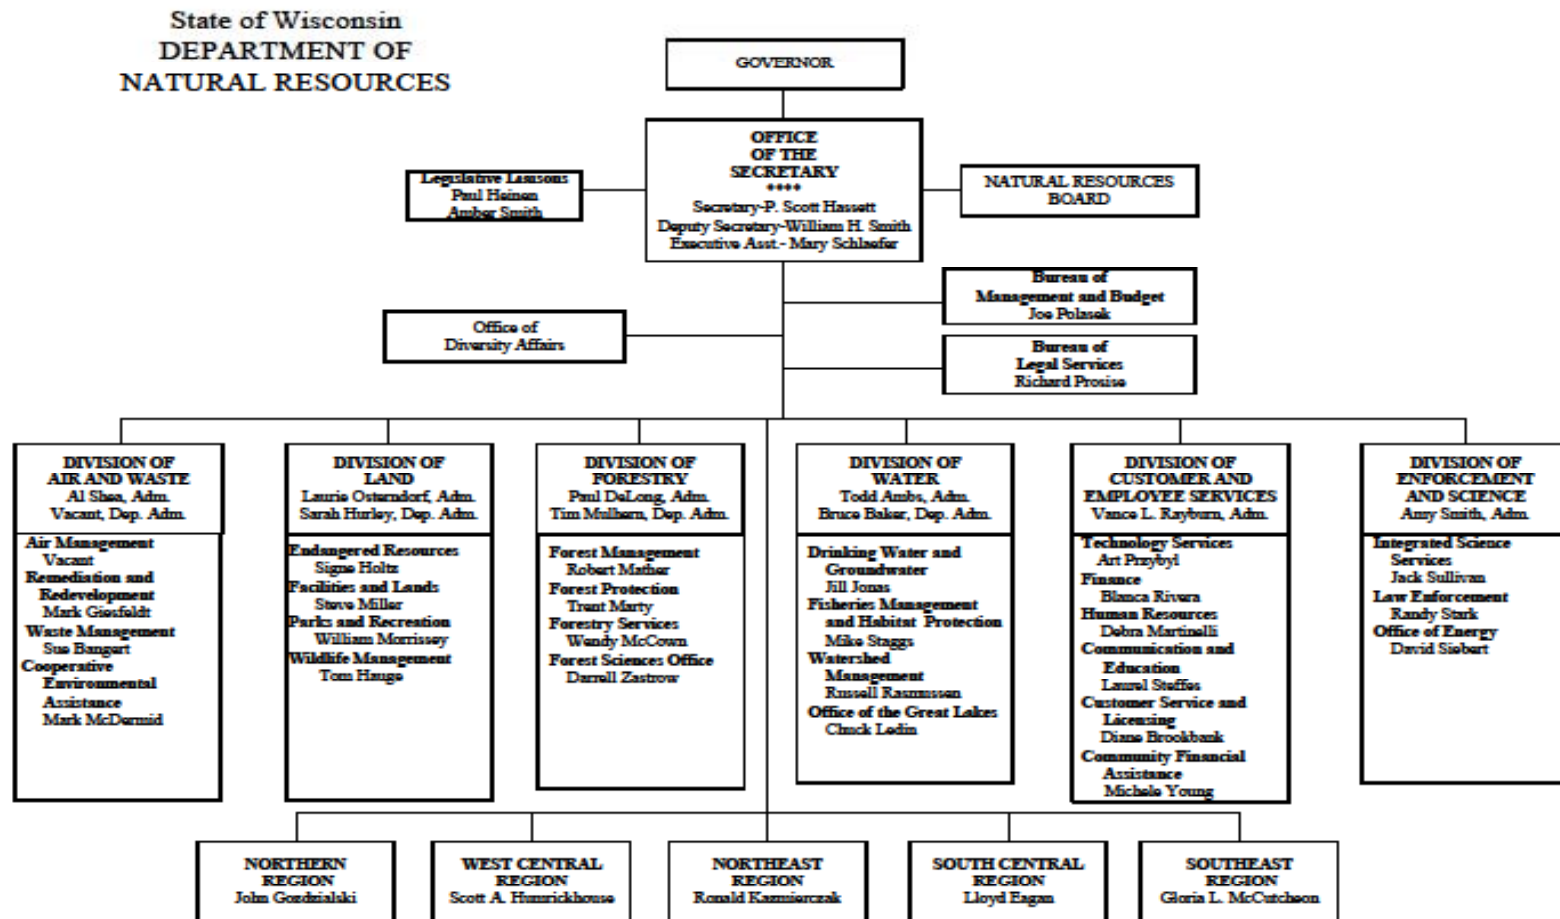 State of Wisconsin
DEPARTMENT OF
NATURAL RESOURCES
GOVERNOR
OFFICE
OF THE
SECRETARY
****
Secretary-P. Scott Hassett
Deputy Secretary-William H. Smith
Executive Asst.- Mary Schlaefer
Legislative Liaisons
Paul Heinen
Amber Smith
NATURAL RESOURCES
BOARD
Bureau of
Management and Budget
Joe Polasek
Office of
Diversity Affairs
Bureau of
Legal Services
Richard Prosise
DIVISION OF
AIR AND WASTE
Al Shea, Adm.
Vacant, Dep. Adm.
Air Management
Vacant
Remediation and
Redevelopment
Mark Giesfeldt
Waste Management
Sue Bangert
Cooperative
Environmental
Assistance
Mark McDermid
DIVISION OF
LAND
Laurie Osterndorf, Adm.
Sarah Hurley, Dep. Adm.
Endangered Resources
Signe Holtz
Facilities and Lands
Steve Miller
Parks and Recreation
William Morrissey
Wildlife Management
Tom Hauge
DIVISION OF
FORESTRY
Paul DeLong, Adm.
Tim Mulhern, Dep. Adm.
Forest Management
Robert Mather
Forest Protection
Trent Marty
Forestry Services
Wendy McCown
Forest Sciences Office
Darrell Zastrow
DIVISION OF
WATER
Todd Ambs, Adm.
Bruce Baker, Dep. Adm.
Drinking Water and
Groundwater
Jill Jonas
Fisheries Management
and Habitat Protection
Mike Staggs
Watershed
Management
Russell Rasmussen
Office of the Great Lakes
Chuck Ledin
DIVISION OF
CUSTOMER AND
EMPLOYEE SERVICES
Vance L. Rayburn, Adm.
Technology Services
Art Przybyl
Finance
Blanca Rivera
Human Resources
Debra Martinelli
Communication and
Education
Laurel Steffes
Customer Service and
Licensing
Diane Brookbank
Community Financial
Assistance
Michele Young
DIVISION OF
ENFORCEMENT
AND SCIENCE
Amy Smith, Adm.
Integrated Science
Services
Jack Sullivan
Law Enforcement
Randy Stark
Office of Energy
David Siebert
NORTHERN
REGION
John Gozdzialski
WEST CENTRAL
REGION
Scott A. Humrickhouse
NORTHEAST
REGION
Ronald Kazmierczak
SOUTH CENTRAL
REGION
Lloyd Eagan
SOUTHEAST
REGION
Gloria L. McCutcheon